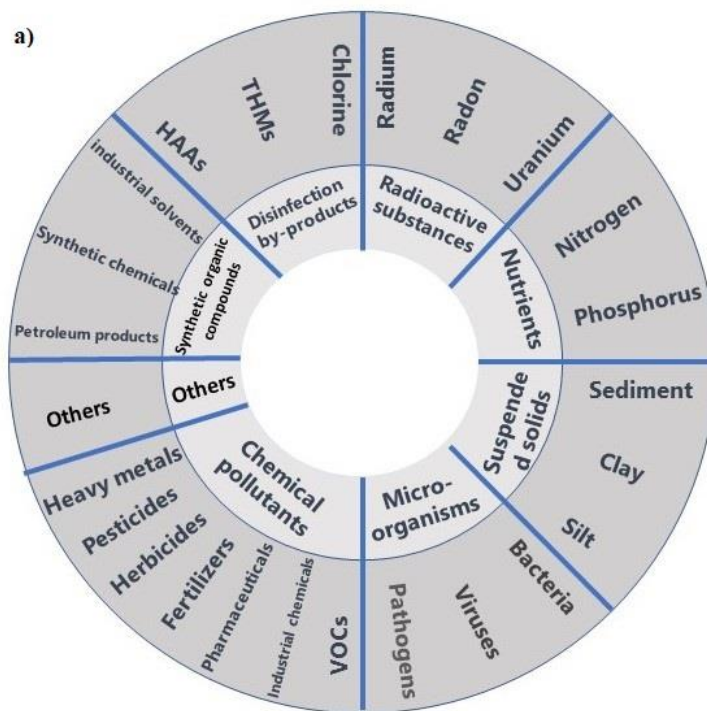 a)
Radium
Radon
Uranium
Radioactive
substances
Nitrogen
Phosphorus
Nutrients
Sediment
Clay
Silt
Suspende
d solids
Bacteria
Viruses
Pathogens
Micro-
organisms
VOCs
Industrial chemicals
Pharmaceuticals
Fertilizers
Herbicides
Pesticides
Heavy metals
Chemical
pollutants
Others
Others
Petroleum products
Synthetic chemicals
industrial solvents
Synthetic organic
compounds
HAAs
THMs
Chlorine
Disinfection
by-products